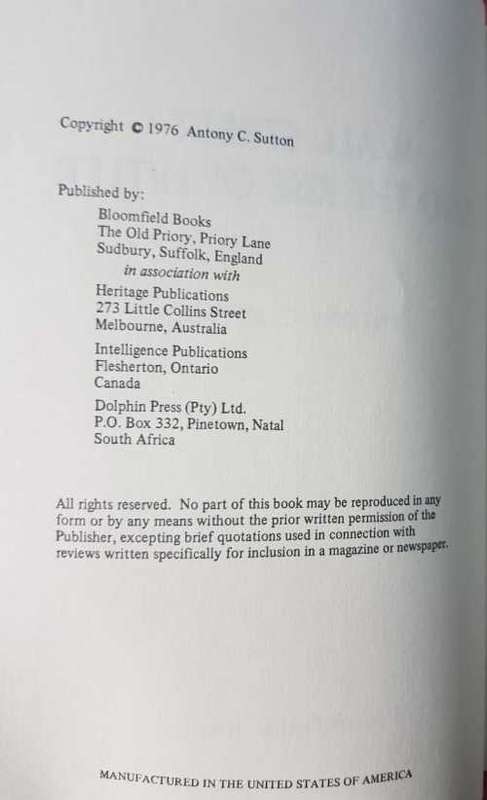 Copyright © 1976 Antony C. Sutton
Published by:
Bloomfield Books
The Old Priory, Priory Lane
Sudbury, Suffolk, England
in association with
Heritage Publications
273 Little Collins Street
Melbourne, Australia
Intelligence Publications
Flesherton, Ontario
Canada
Dolphin Press (Pty) Ltd.
P.O. Box 332, Pinetown, Natal
South Africa
All rights reserved. No part of this book may be reproduced in any
form or by any means without the prior written permission of the
Publisher, excepting brief quotations used in connection with
reviews written specifically for inclusion in a magazine or newspaper.
MANUFACTURED IN THE UNITED STATES OF AMERICA